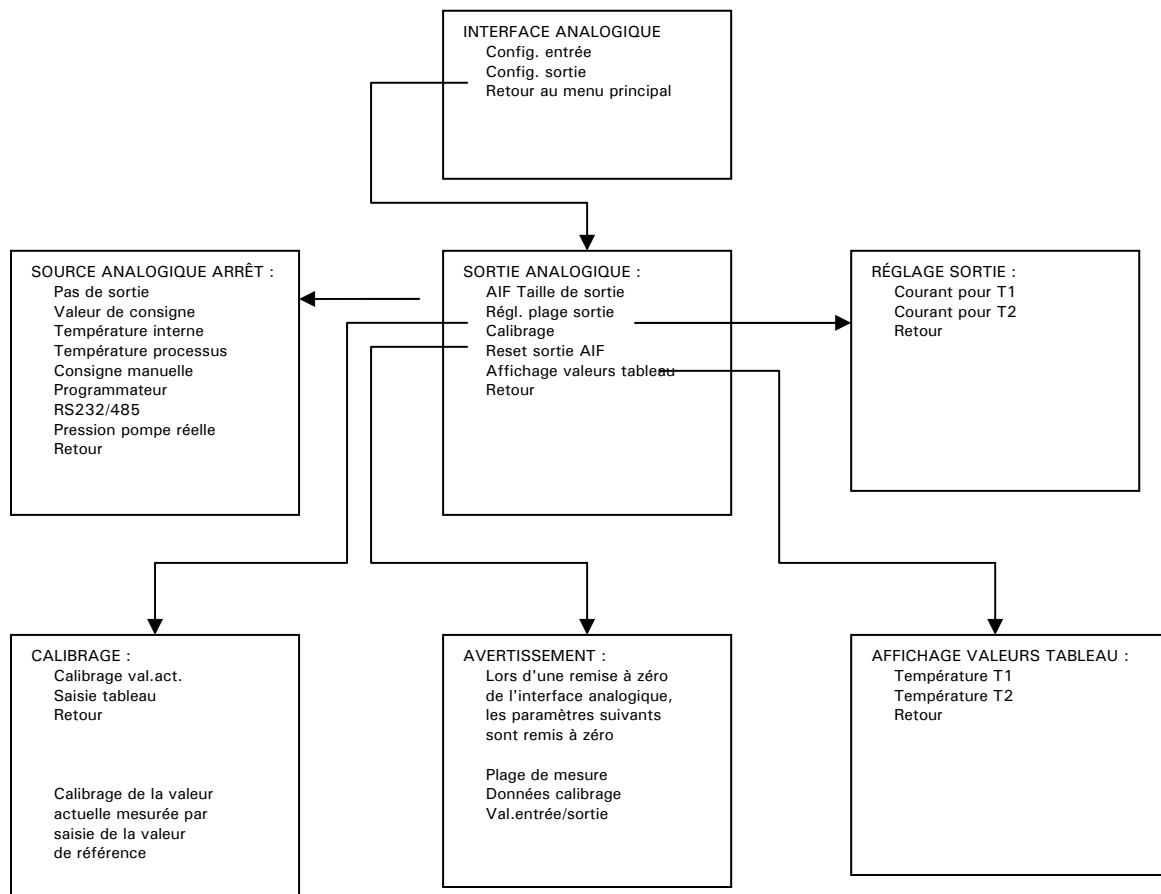 INTERFACE ANALOGIQUE
Config. entrée
Config. sortie
Retour au menu principal
SOURCE ANALOGIQUE ARRÊT :
Pas de sortie
Valeur de consigne
Température interne
Température processus
Consigne manuelle
Programmateur
RS232/485
Pression pompe réelle
Retour
SORTIE ANALOGIQUE :
AIF Taille de sortie
Régl. plage sortie
Calibrage
Reset sortie AIF
Affichage valeurs tableau
Retour
RÉGLAGE SORTIE :
Courant pour T1
Courant pour T2
Retour
CALIBRAGE :
Calibrage val.act.
Saisie tableau
Retour
Calibrage de la valeur
actuelle mesurée par
saisie de la valeur
de référence
AVERTISSEMENT :
Lors d'une remise à zéro
de l'interface analogique,
les paramètres suivants
sont remis à zéro
Plage de mesure
Données calibrage
Val.entrée/sortie
AFFICHAGE VALEURS TABLEAU :
Température T1
Température T2
Retour